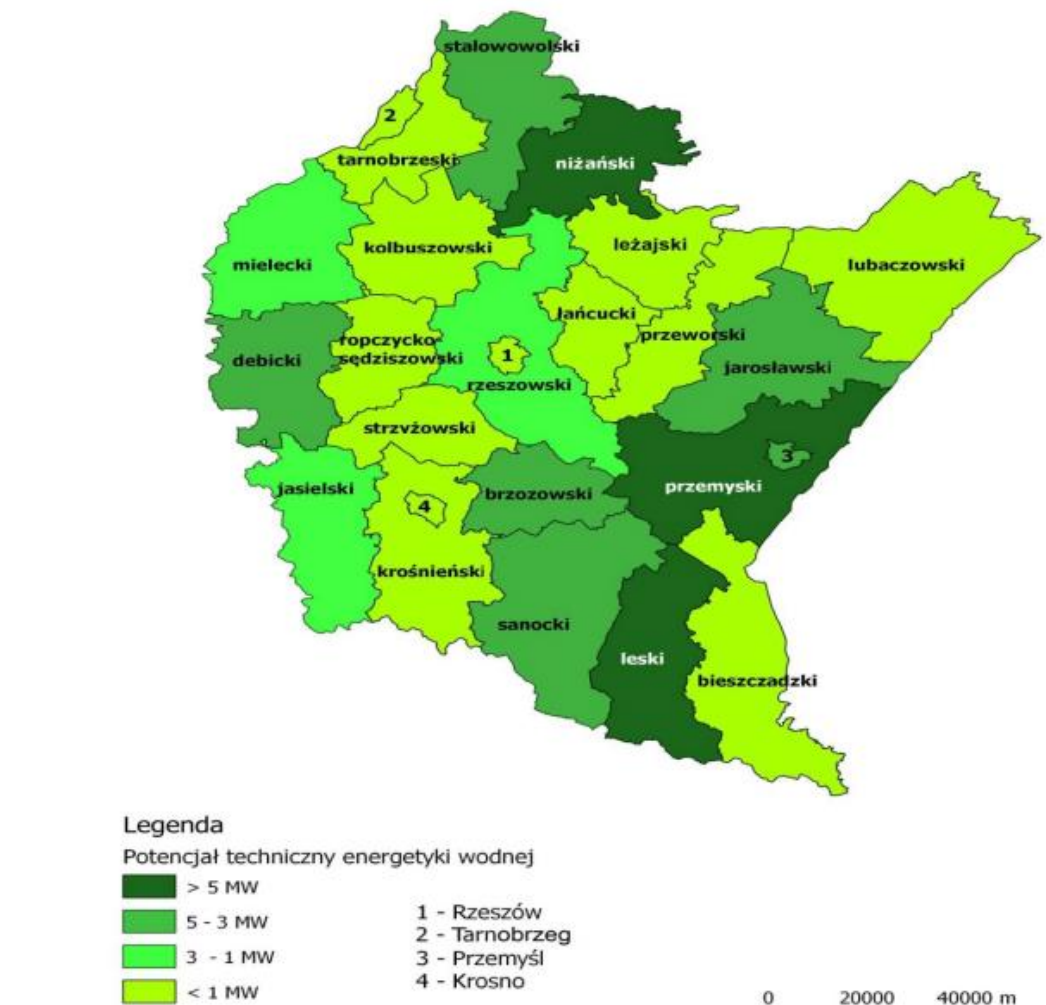 stalowowolski
2
tarnobrzeski
niżański
kolbuszowski
leżajski
mielecki
lubaczowski
łańcucki
ropczycko-
sędziszowski
przeworski
debicki
1
jarosławski
rzeszowski
strzyżowski
3
jasielski
brzozowski
przemyski
4
krośnieński
sanocki
leski
bieszczadzki
Legenda
Potencjał techniczny energetyki wodnej
> 5 MW
5 - 3 MW
3 - 1 MW
< 1 MW
1 - Rzeszów
2 - Tarnobrzeg
3 - Przemyśl
4 - Krosno
0 20000 40000 m